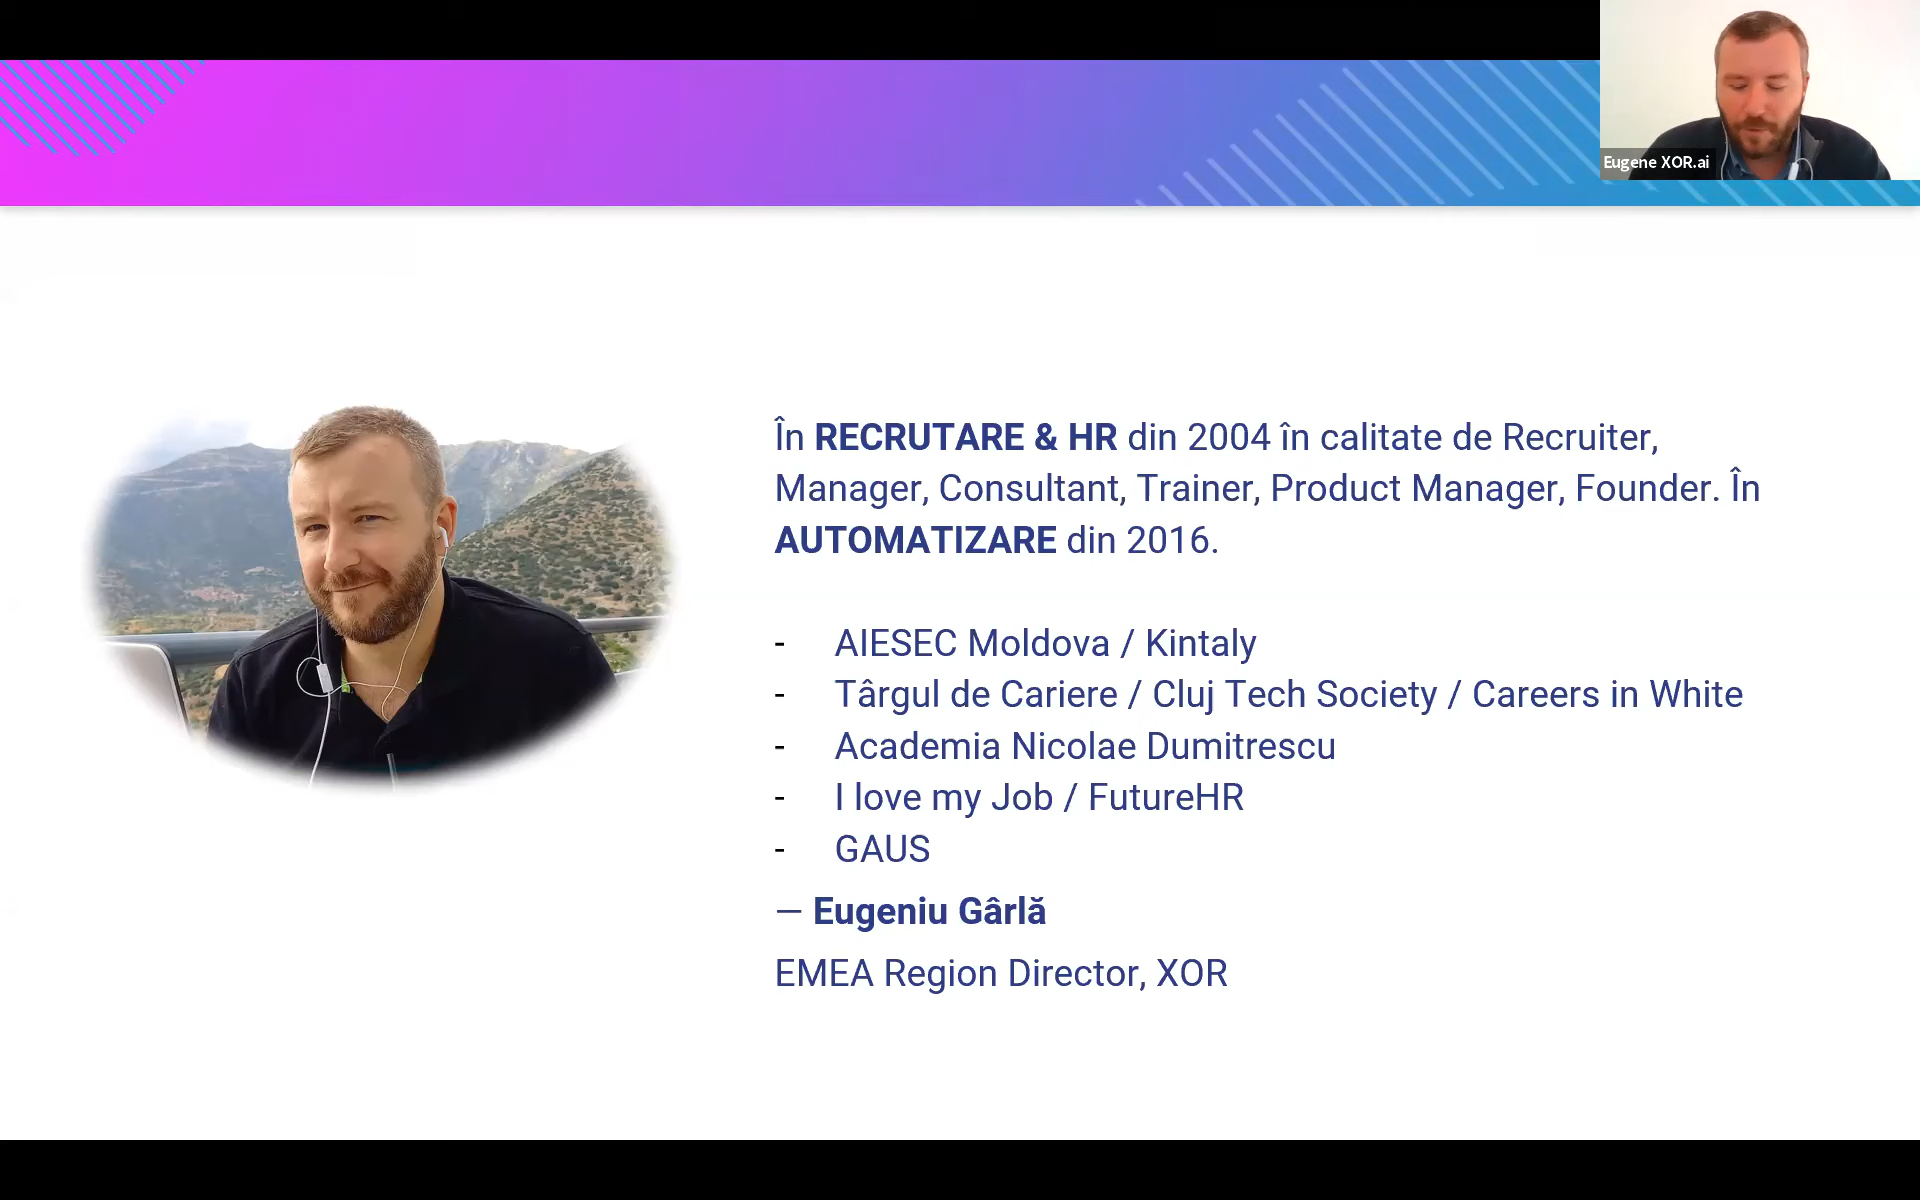 Eugene XOR.ai
În RECRUTARE & HR din 2004 în calitate de Recruiter,
Manager, Consultant, Trainer, Product Manager, Founder. În
AUTOMATIZARE din 2016.
- AIESEC Moldova / Kintaly
- Târgul de Cariere / Cluj Tech Society / Careers in White
- Academia Nicolae Dumitrescu
- I love my Job / FutureHR
- GAUS
— Eugeniu Gârlă
EMEA Region Director, XOR